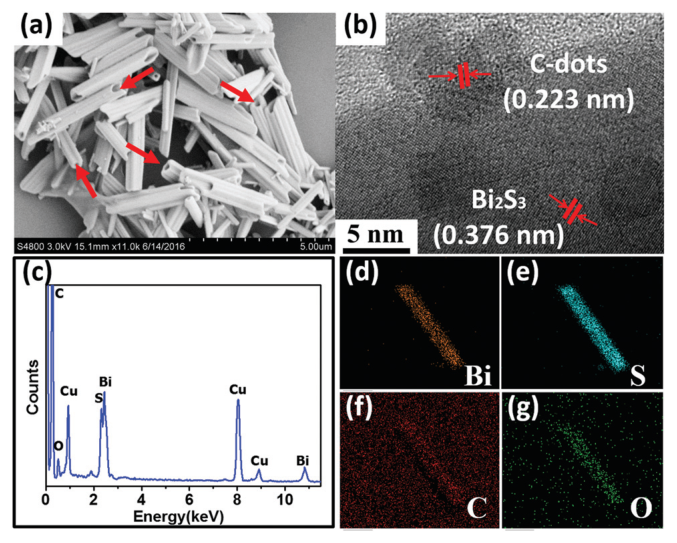 (a)
S4800 3.0kV 15.1mm x11.0k 6/14/2016 5.00um
(b)
C-dots
(0.223 nm)
Bi₂S₃
(0.376 nm)
5 nm
(c)
Counts
C
O
Cu
S
Bi
Cu
Cu
Bi
0 2 4 6 8 10
Energy(keV)
(d)
Bi
(e)
S
(f)
C
(g)
O